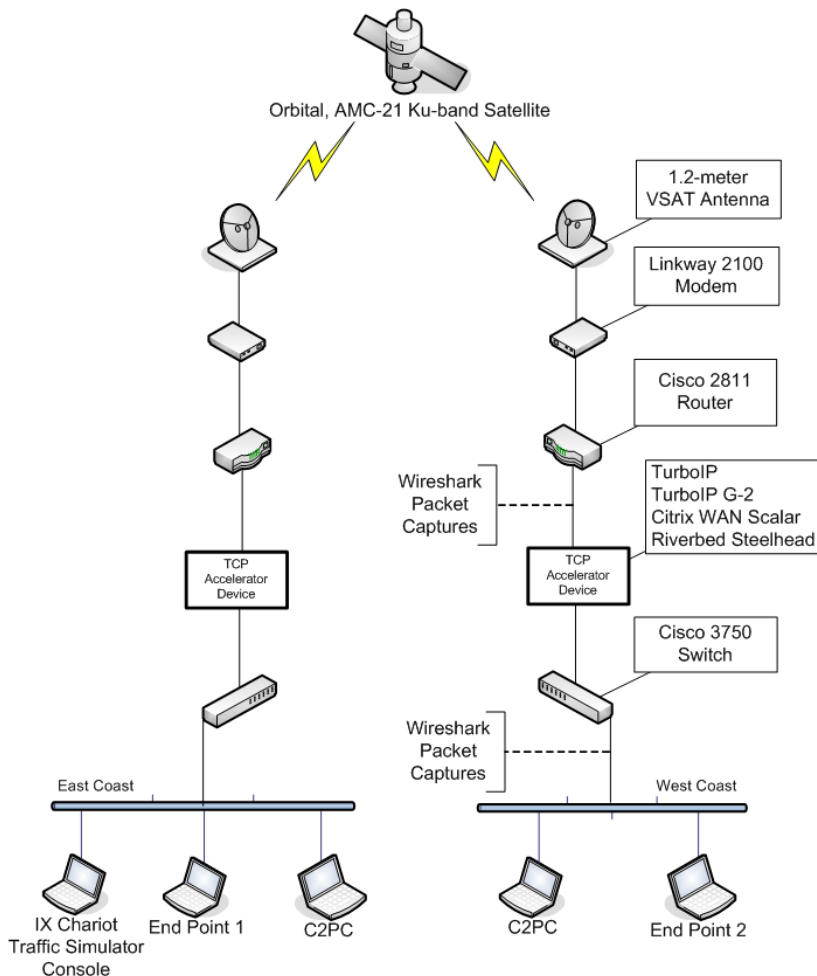 Orbital, AMC-21 Ku-band Satellite
1.2-meter
VSAT Antenna
Linkway 2100
Modem
Cisco 2811
Router
Wireshark
Packet
Captures
TurboIP
TurboIP G-2
Citrix WAN Scalar
Riverbed Steelhead
TCP
Accelerator
Device
TCP
Accelerator
Device
Cisco 3750
Switch
Wireshark
Packet
Captures
East Coast
West Coast
IX Chariot
Traffic Simulator
Console
End Point 1
C2PC
C2PC
End Point 2